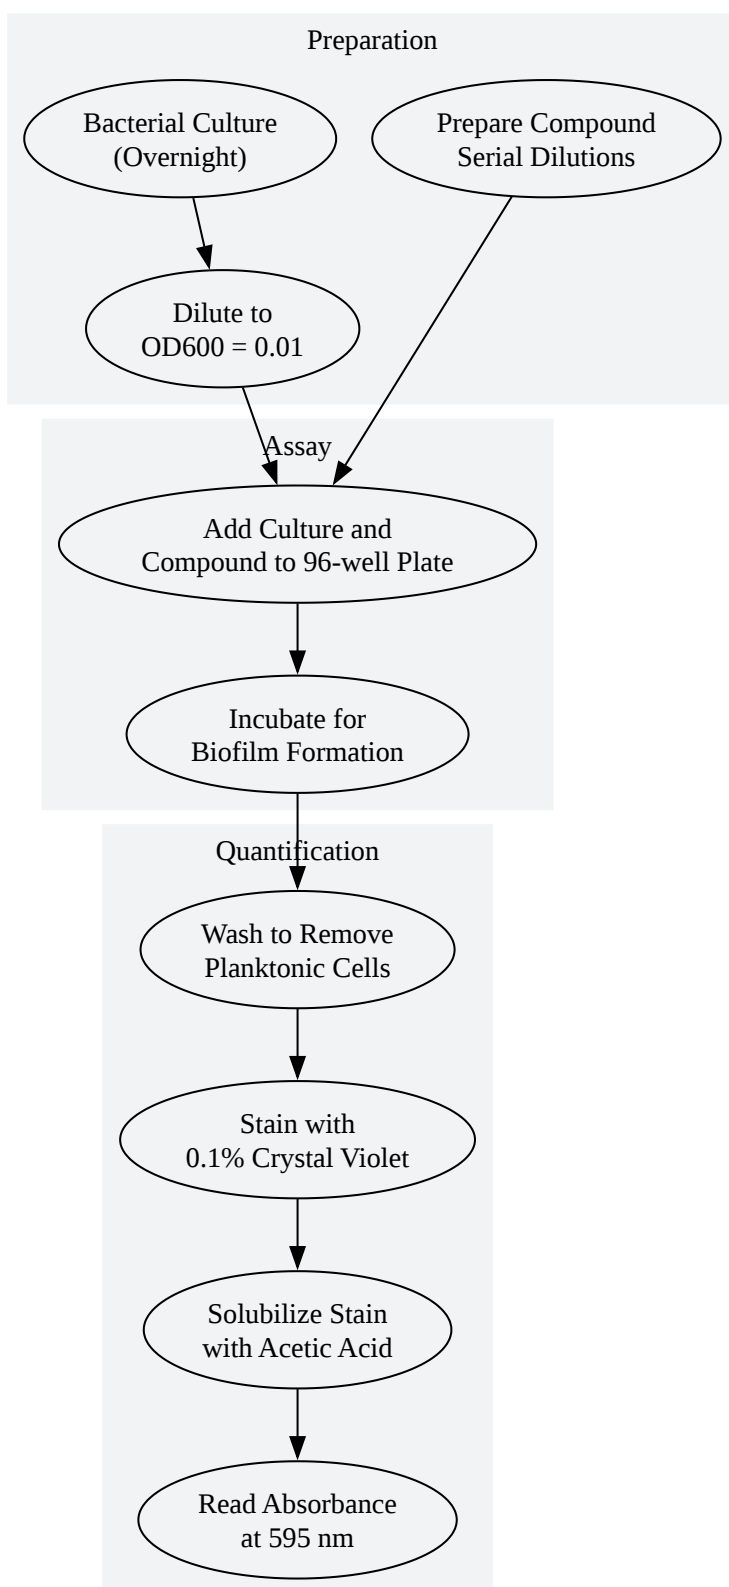 Preparation
Bacterial Culture
(Overnight)
Prepare Compound
Serial Dilutions
Dilute to
OD600 = 0.01
Assay
Add Culture and
Compound to 96-well Plate
Incubate for
Biofilm Formation
Quantification
Wash to Remove
Planktonic Cells
Stain with
0.1% Crystal Violet
Solubilize Stain
with Acetic Acid
Read Absorbance
at 595 nm